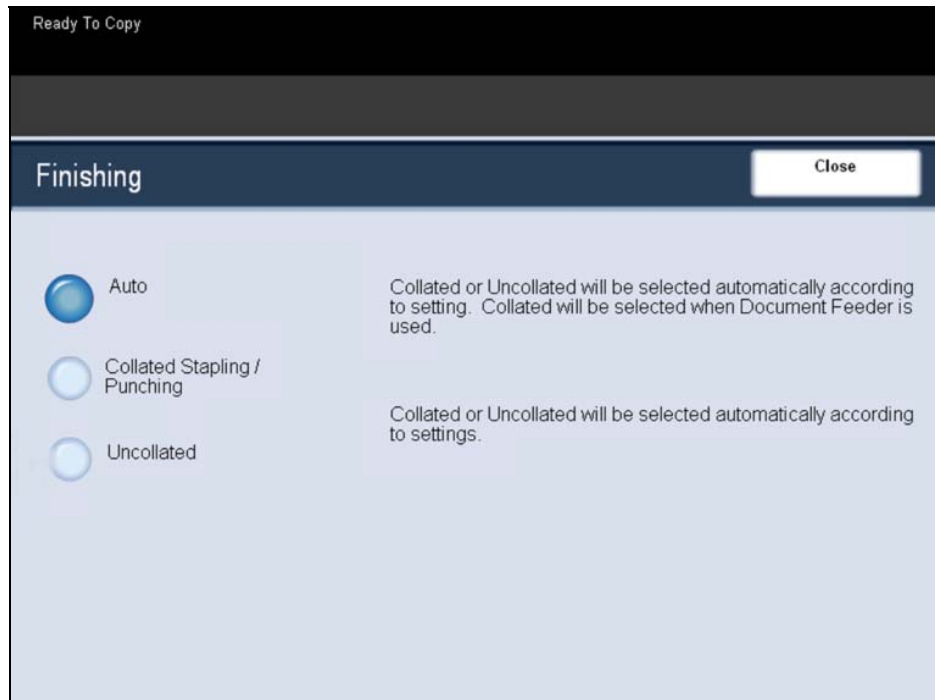 Ready To Copy
Finishing
Close
Auto
Collated or Uncollated will be selected automatically according
to setting. Collated will be selected when Document Feeder is
used.
Collated Stapling /
Punching
Collated or Uncollated will be selected automatically according
to settings.
Uncollated